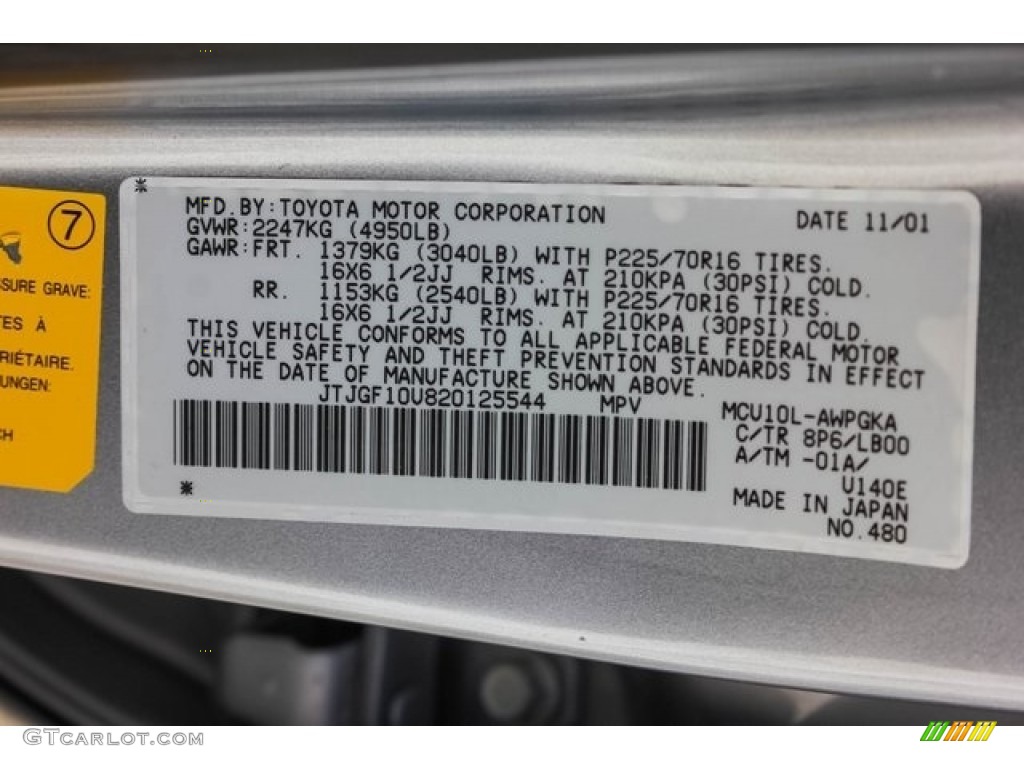 7
SSURE GRAVE:
TES À
RIÉTAIRE.
UNGEN:
CH
MFD.BY:TOYOTA MOTOR CORPORATION DATE 11/01
GVWR:2247KG (4950LB)
GAWR:FRT. 1379KG (3040LB) WITH P225/70R16 TIRES.
16X6 1/2JJ RIMS. AT 210KPA (30PSI) COLD.
RR. 1153KG (2540LB) WITH P225/70R16 TIRES.
16X6 1/2JJ RIMS. AT 210KPA (30PSI) COLD.
THIS VEHICLE CONFORMS TO ALL APPLICABLE FEDERAL MOTOR
VEHICLE SAFETY AND THEFT PREVENTION STANDARDS IN EFFECT
ON THE DATE OF MANUFACTURE SHOWN ABOVE.
JTJGF10U820125544 MPV
MCU10L-AWPGKA
C/TR 8P6/LB00
A/TM -01A/
U140E
MADE IN JAPAN
NO.480
GTCARLOT.COM